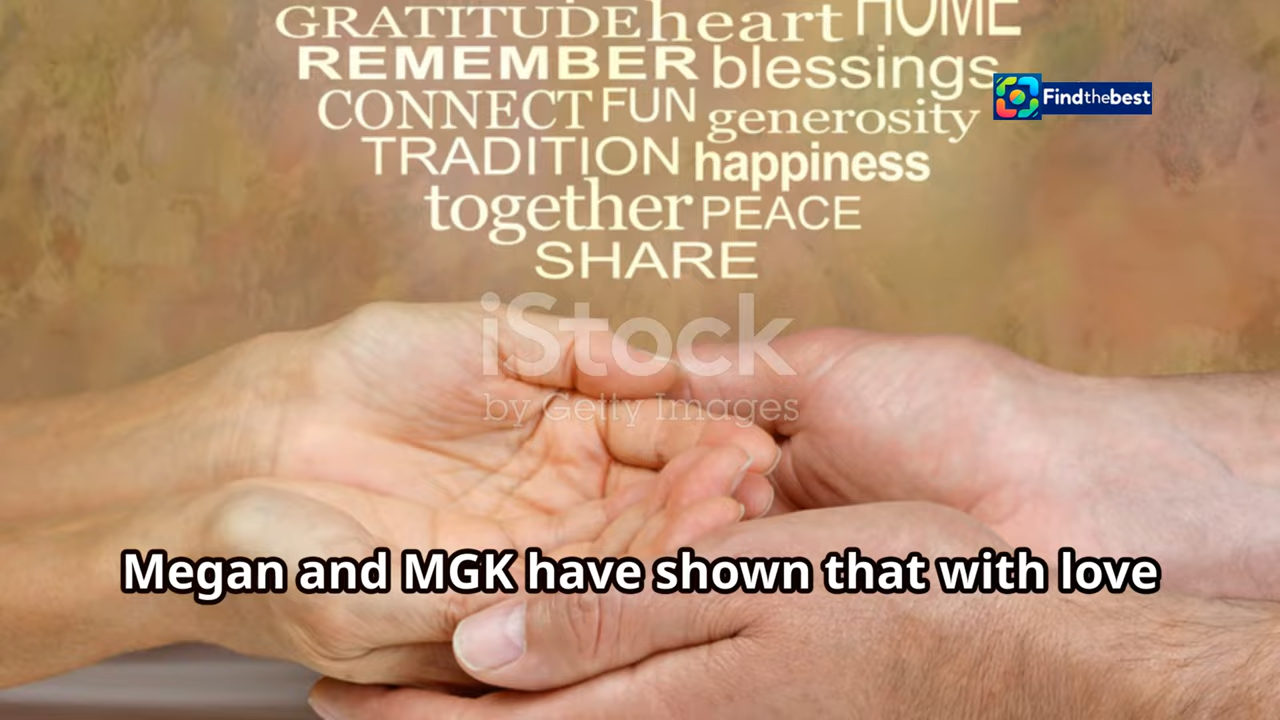 GRATITUDE heart HOME
REMEMBER blessings
CONNECT FUN generosity
Findthebest
TRADITION happiness
together PEACE
SHARE
iStock
by Getty Images
Megan and MGK have shown that with love